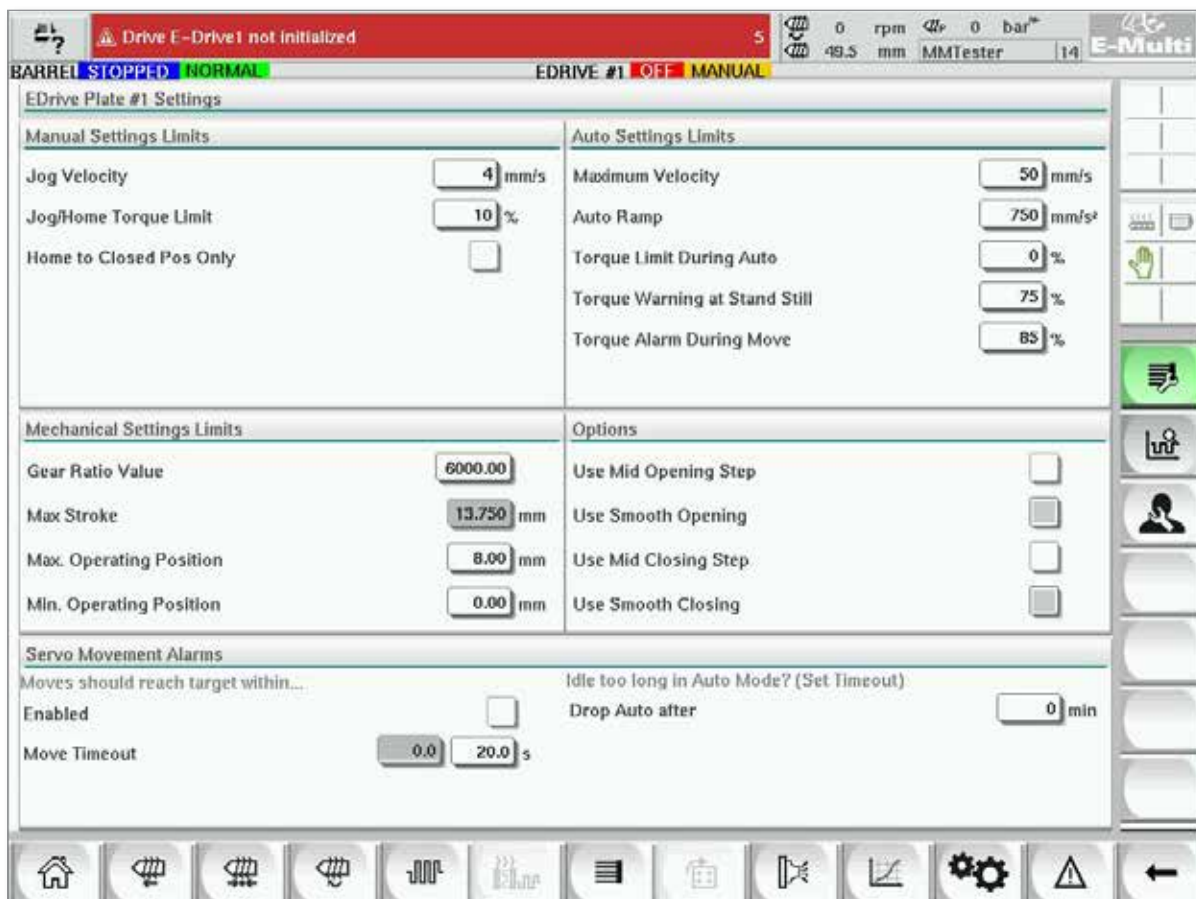 Drive E-Drive1 not initialized 5
0 rpm 0 bar
49.5 mm MMTester 14
E-Multi
BARREL STOPPED NORMAL EDRIVE #1 OFF MANUAL
EDrive Plate #1 Settings
Manual Settings Limits
Jog Velocity 4 mm/s
Jog/Home Torque Limit 10 %
Home to Closed Pos Only
Auto Settings Limits
Maximum Velocity 50 mm/s
Auto Ramp 750 mm/s²
Torque Limit During Auto 0 %
Torque Warning at Stand Still 75 %
Torque Alarm During Move 85 %
Mechanical Settings Limits
Gear Ratio Value 6000.00
Max Stroke 13.750 mm
Max. Operating Position 8.00 mm
Min. Operating Position 0.00 mm
Options
Use Mid Opening Step
Use Smooth Opening
Use Mid Closing Step
Use Smooth Closing
Servo Movement Alarms
Moves should reach target within...
Enabled
Move Timeout 0.0 20.0 s
Idle too long in Auto Mode? (Set Timeout)
Drop Auto after 0 min